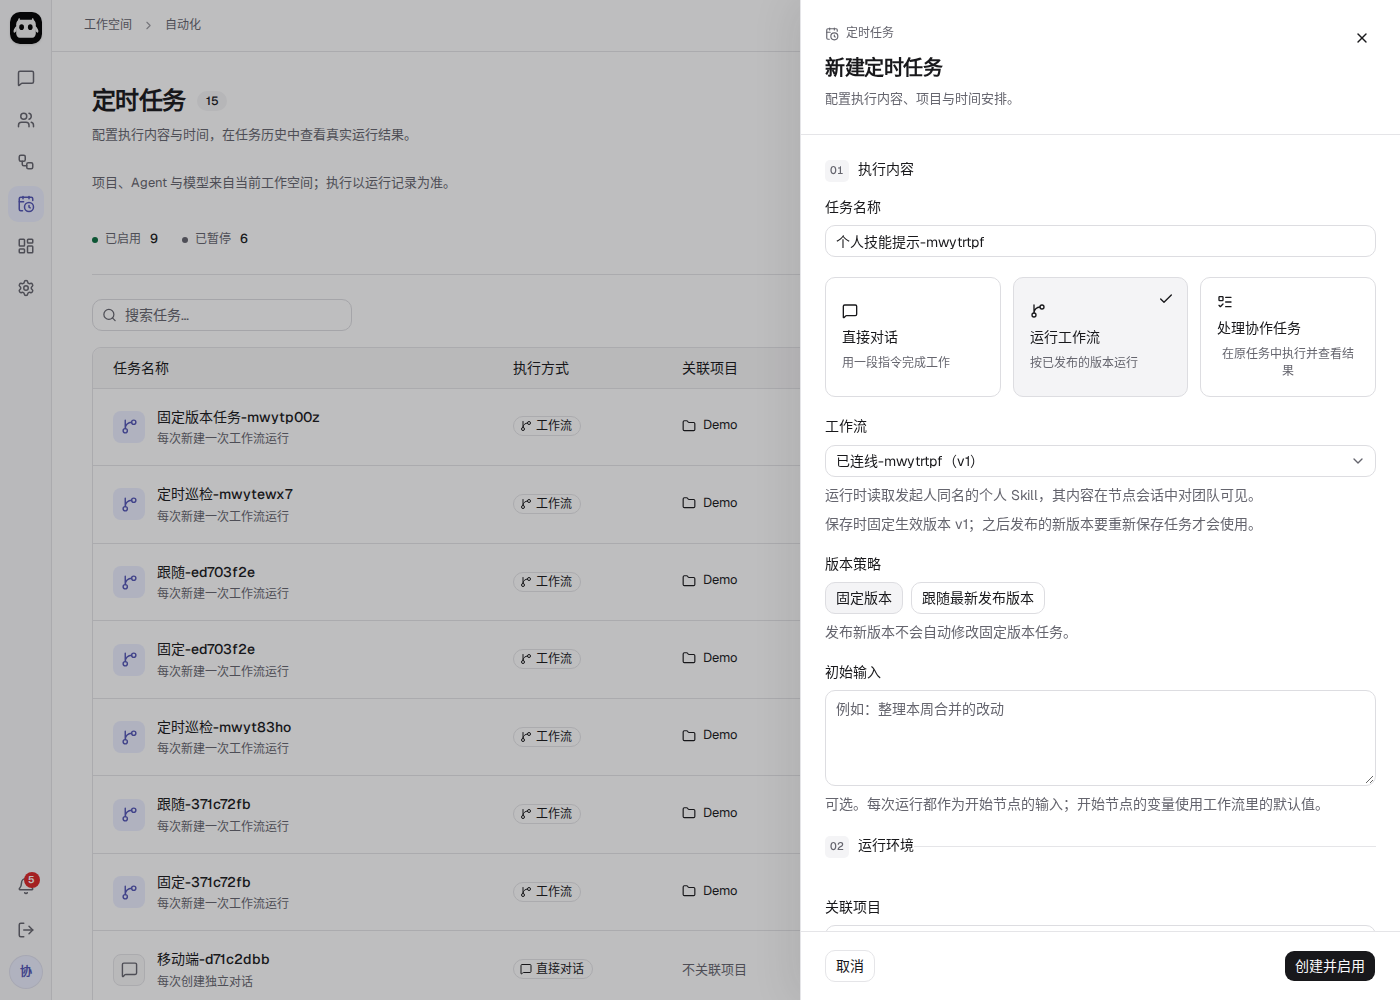 工作空间 > 自动化
定时任务 15
配置执行内容与时间，在任务历史中查看真实运行结果。
项目、Agent 与模型来自当前工作空间；执行以运行记录为准。
已启用 9 已暂停 6
搜索任务...
任务名称 执行方式 关联项目
固定版本任务-mwytp00z
每次新建一次工作流运行
工作流
Demo
定时巡检-mwytewx7
每次新建一次工作流运行
工作流
Demo
跟随-ed703f2e
每次新建一次工作流运行
工作流
Demo
固定-ed703f2e
每次新建一次工作流运行
工作流
Demo
定时巡检-mwyt83ho
每次新建一次工作流运行
工作流
Demo
跟随-371c72fb
每次新建一次工作流运行
工作流
Demo
固定-371c72fb
每次新建一次工作流运行
工作流
Demo
移动端-d71c2dbb
每次创建独立对话
直接对话
不关联项目
5
协
定时任务
新建定时任务
配置执行内容、项目与时间安排。
01 执行内容
任务名称
个人技能提示-mwytrtpf
直接对话
用一段指令完成工作
运行工作流
按已发布的版本运行
处理协作任务
在原任务中执行并查看结
果
工作流
已连线-mwytrtpf（v1）
运行时读取发起人同名的个人 Skill，其内容在节点会话中对团队可见。
保存时固定生效版本 v1；之后发布的新版本要重新保存任务才会使用。
版本策略
固定版本 跟随最新发布版本
发布新版本不会自动修改固定版本任务。
初始输入
例如：整理本周合并的改动
可选。每次运行都作为开始节点的输入；开始节点的变量使用工作流里的默认值。
02 运行环境
关联项目
取消 创建并启用